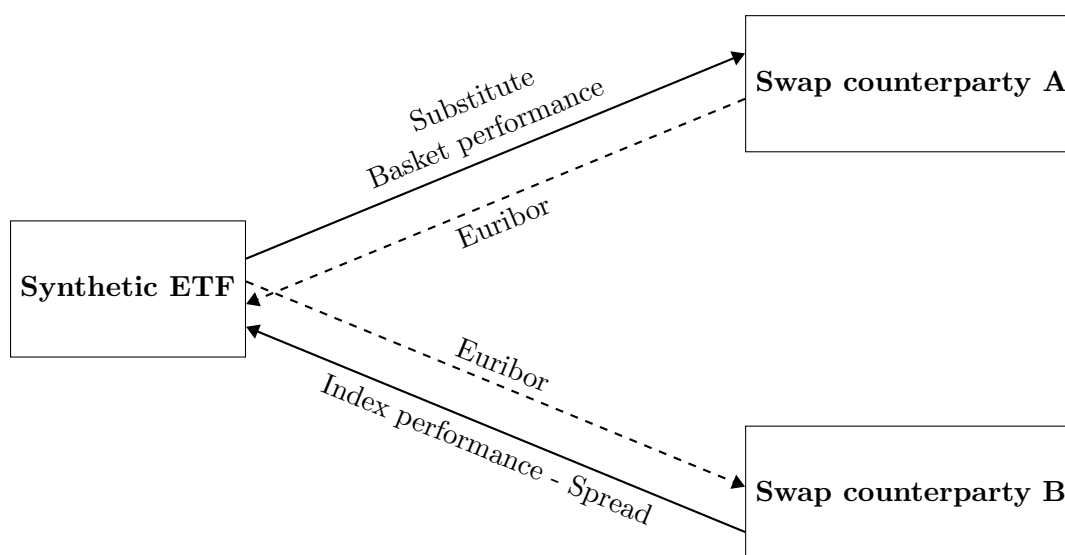 Substitute
Basket performance
Swap counterparty A
Euribor
Synthetic ETF
Euribor
Index performance - Spread
Swap counterparty B